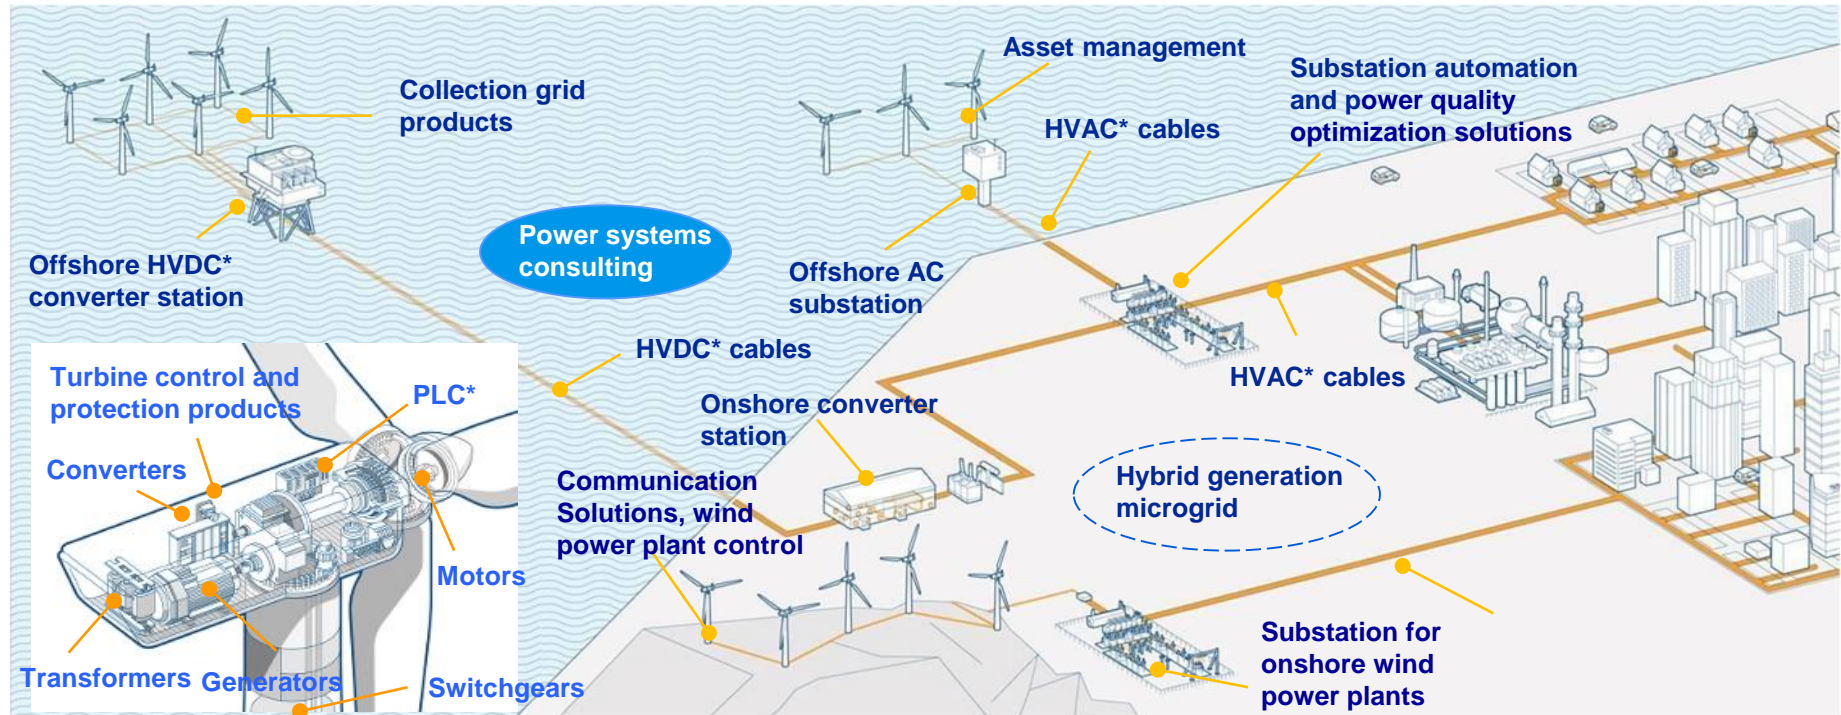 Collection grid
products
Asset management
Substation automation
and power quality
optimization solutions
HVAC* cables
Power systems
consulting
Offshore HVDC*
converter station
Offshore AC
substation
HVDC* cables
HVAC* cables
Turbine control and
protection products
PLC*
Converters
Onshore converter
station
Communication
Solutions, wind
power plant control
Hybrid generation
microgrid
Motors
Transformers
Generators
Switchgears
Substation for
onshore wind
power plants